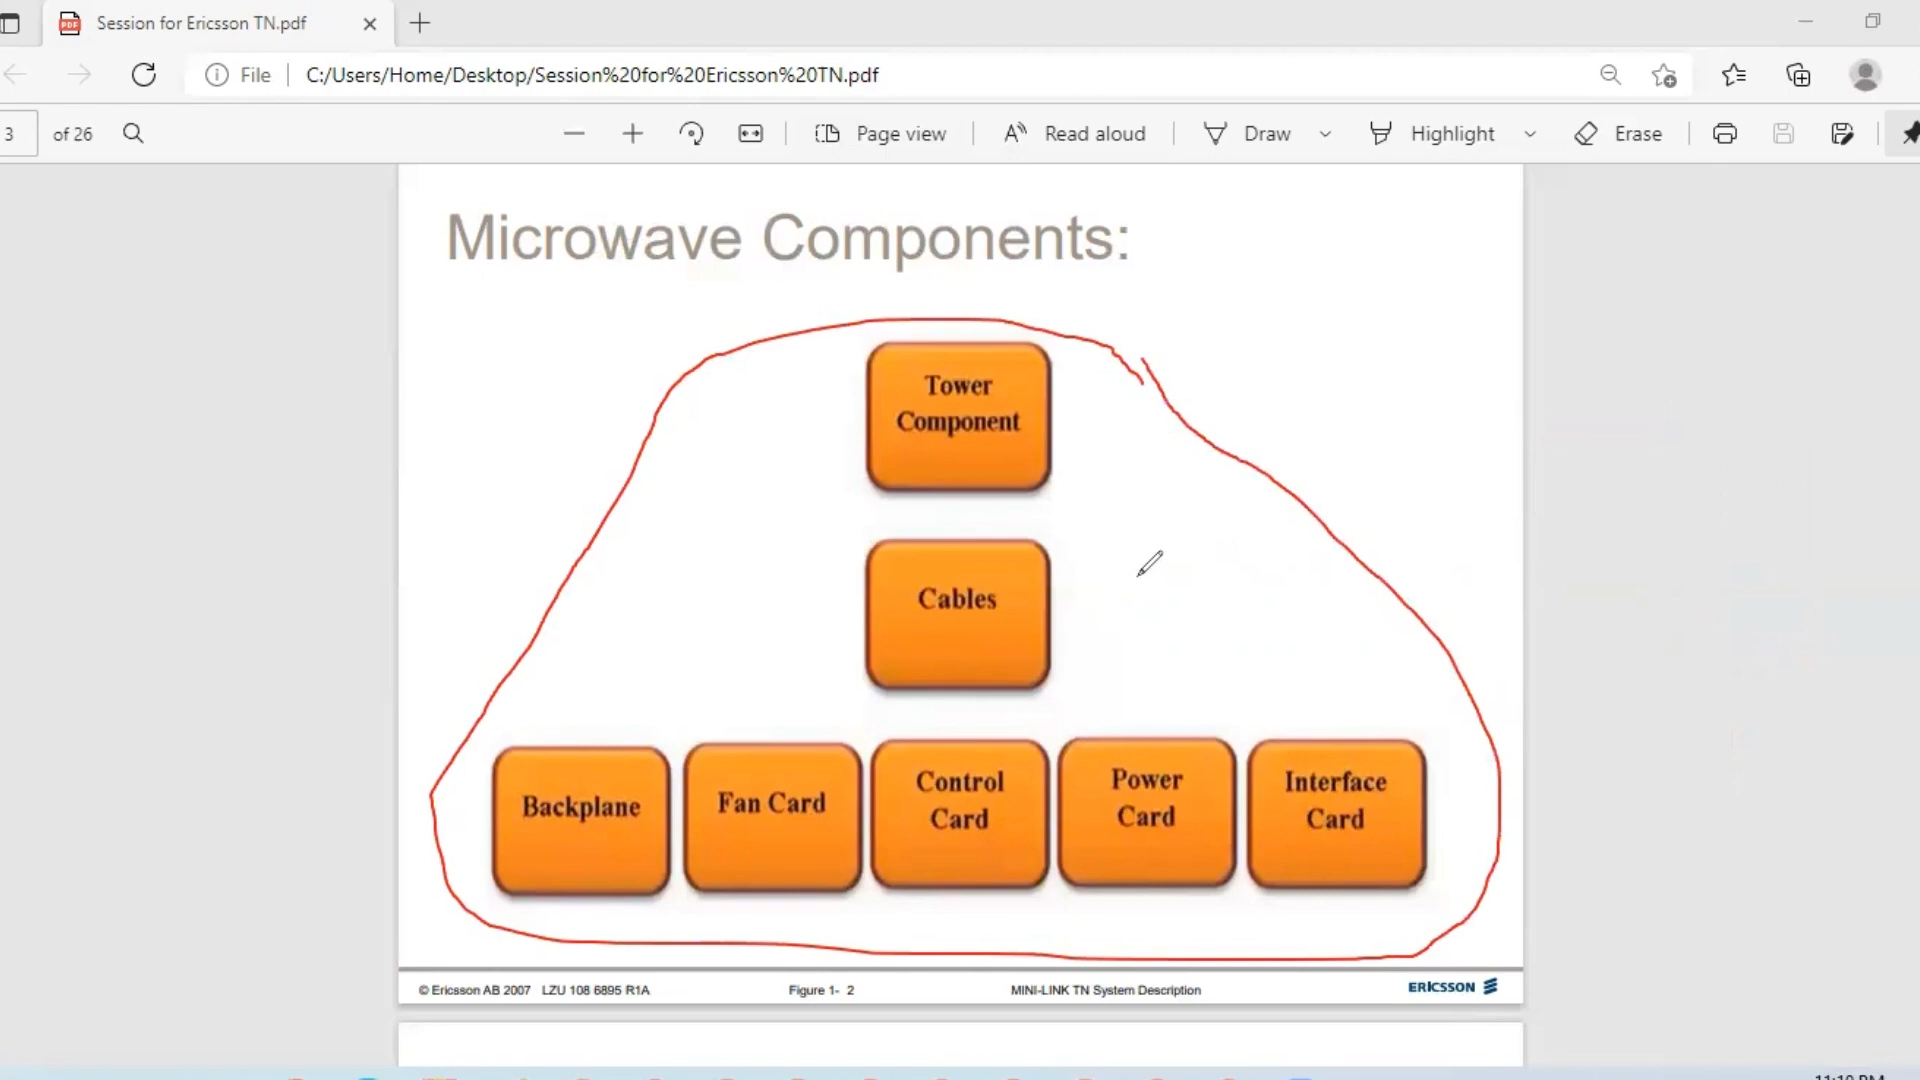 Session for Ericsson TN.pdf
File
C:/Users/Home/Desktop/Session%20for%20Ericsson%20TN.pdf
3 of 26
Page view
Read aloud
Draw
Highlight
Erase
Microwave Components:
Tower
Component
Cables
Backplane
Fan Card
Control
Card
Power
Card
Interface
Card
© Ericsson AB 2007 LZU 108 6895 R1A
Figure 1- 2
MINI-LINK TN System Description
ERICSSON